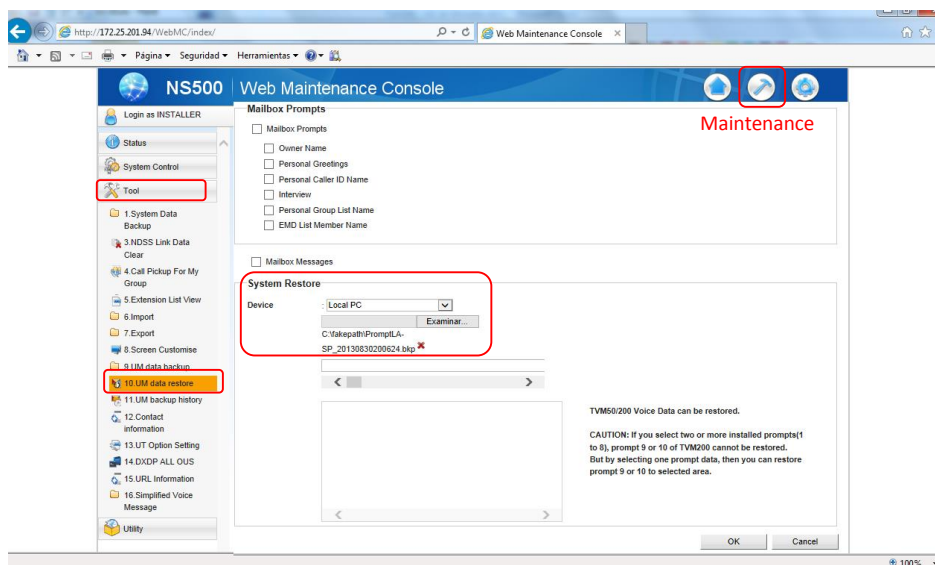 http://172.25.201.94/WebMC/index/
Web Maintenance Console
Página Seguridad Herramientas
NS500 Web Maintenance Console
Maintenance
Login as INSTALLER
Status
System Control
Tool
1.System Data
Backup
3.NDSS Link Data
Clear
4.Call Pickup For My
Group
5.Extension List View
6.Import
7.Export
8.Screen Customise
9.UM data backup
10.UM data restore
11.UM backup history
12.Contact
information
13.UT Option Setting
14.DXDP ALL OUS
15.URL Information
16.Simplified Voice
Message
Utility
Mailbox Prompts
Mailbox Prompts
Owner Name
Personal Greetings
Personal Caller ID Name
Interview
Personal Group List Name
EMD List Member Name
Mailbox Messages
System Restore
Device : Local PC
Examinar...
C:\fakepath\PromptLA-
SP_20130830200624.bkp
TVM50/200 Voice Data can be restored.
CAUTION: If you select two or more installed prompts(1
to 8), prompt 9 or 10 of TVM200 cannot be restored.
But by selecting one prompt data, then you can restore
prompt 9 or 10 to selected area.
OK Cancel
100%